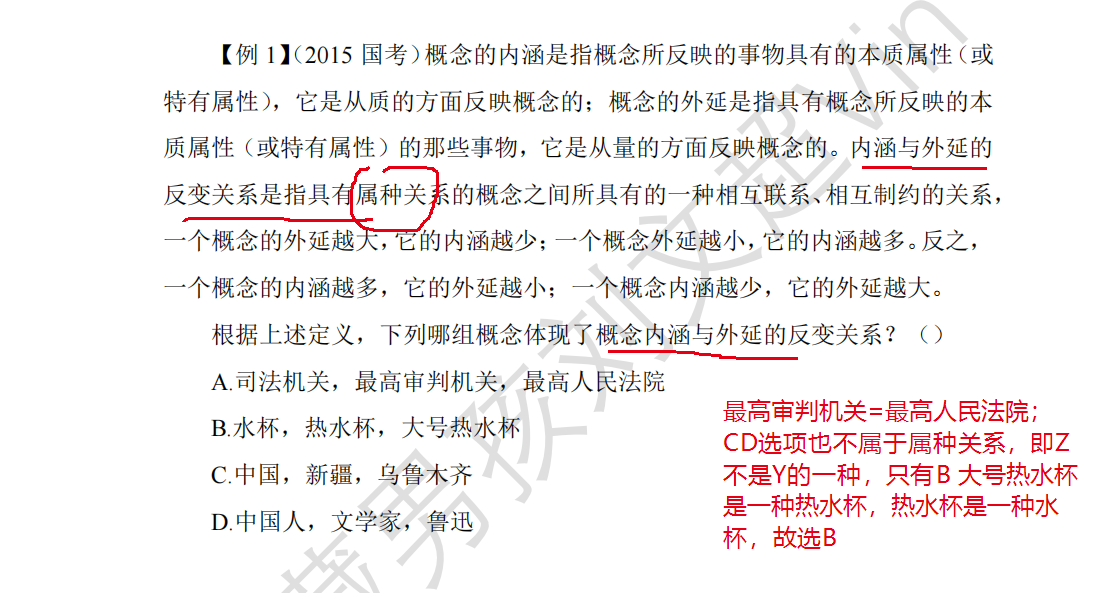 【例 1】（2015 国考）概念的内涵是指概念所反映的事物具有的本质属性（或
特有属性），它是从质的方面反映概念的；概念的外延是指具有概念所反映的本
质属性（或特有属性）的那些事物，它是从量的方面反映概念的。内涵与外延的
反变关系是指具有属种关系的概念之间所具有的一种相互联系、相互制约的关系，
一个概念的外延越大，它的内涵越少；一个概念外延越小，它的内涵越多。反之，
一个概念的内涵越多，它的外延越小；一个概念内涵越少，它的外延越大。
根据上述定义，下列哪组概念体现了概念内涵与外延的反变关系？（）
A.司法机关，最高审判机关，最高人民法院
B.水杯，热水杯，大号热水杯
C.中国，新疆，乌鲁木齐
D.中国人，文学家，鲁迅
最高审判机关=最高人民法院；
CD选项也不属于属种关系，即Z
不是Y的一种，只有B 大号热水杯
是一种热水杯，热水杯是一种水
杯，故选B
藏男孩刘文超Vin